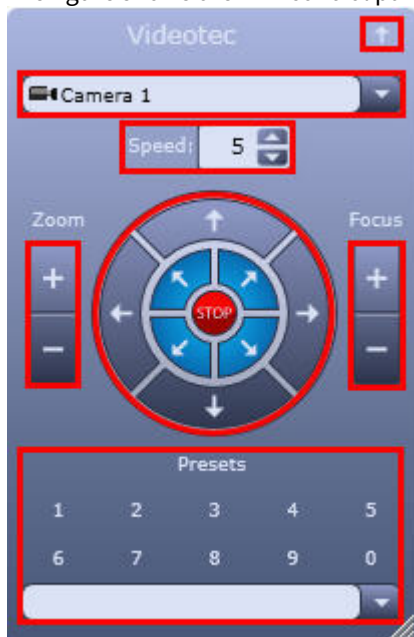 Videotec
Camera 1
Speed: 5
Zoom
Focus
+
+
STOP
-
-
Presets
1 2 3 4 5
6 7 8 9 0